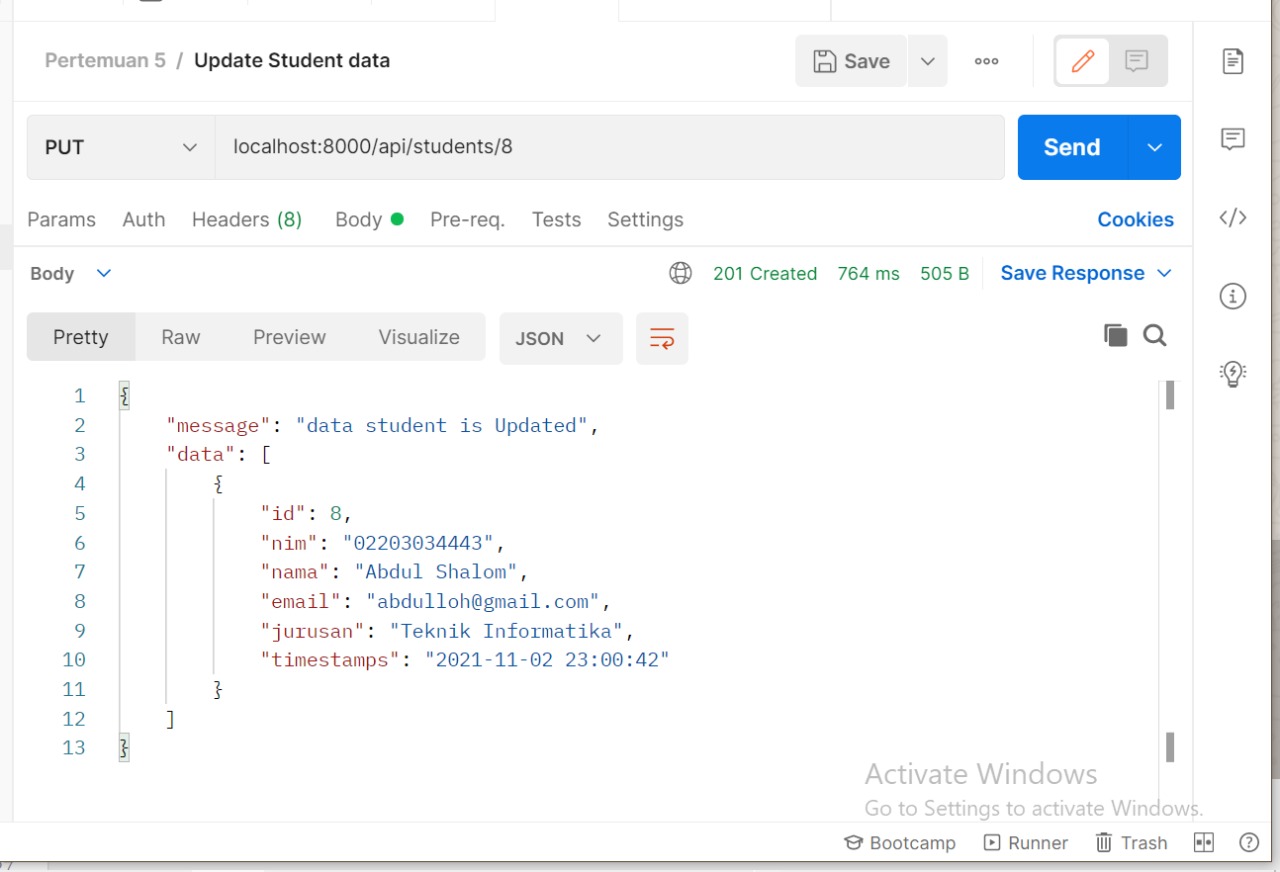 Pertemuan 5 / Update Student data
Save
PUT
localhost:8000/api/students/8
Send
Params Auth Headers (8) Body Pre-req. Tests Settings Cookies
Body 201 Created 764 ms 505 B Save Response
Pretty Raw Preview Visualize JSON
1 {
2 "message": "data student is Updated",
3 "data": [
4 {
5 "id": 8,
6 "nim": "02203034443",
7 "nama": "Abdul Shalom",
8 "email": "abdulloh@gmail.com",
9 "jurusan": "Teknik Informatika",
10 "timestamps": "2021-11-02 23:00:42"
11 }
12 ]
13 }
Activate Windows
Go to Settings to activate Windows.
Bootcamp Runner Trash